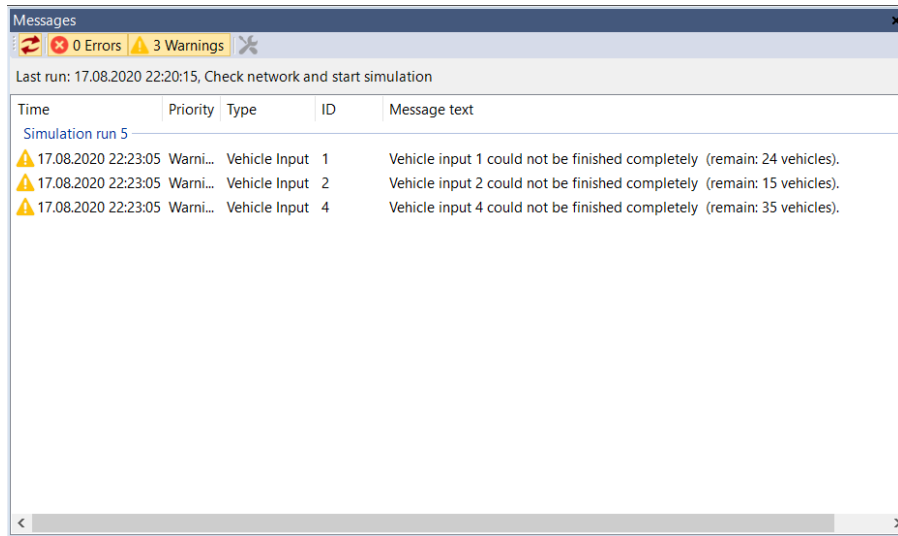 Messages
0 Errors 3 Warnings
Last run: 17.08.2020 22:20:15, Check network and start simulation
Time Priority Type ID Message text
Simulation run 5
17.08.2020 22:23:05 Warni... Vehicle Input 1 Vehicle input 1 could not be finished completely (remain: 24 vehicles).
17.08.2020 22:23:05 Warni... Vehicle Input 2 Vehicle input 2 could not be finished completely (remain: 15 vehicles).
17.08.2020 22:23:05 Warni... Vehicle Input 4 Vehicle input 4 could not be finished completely (remain: 35 vehicles).